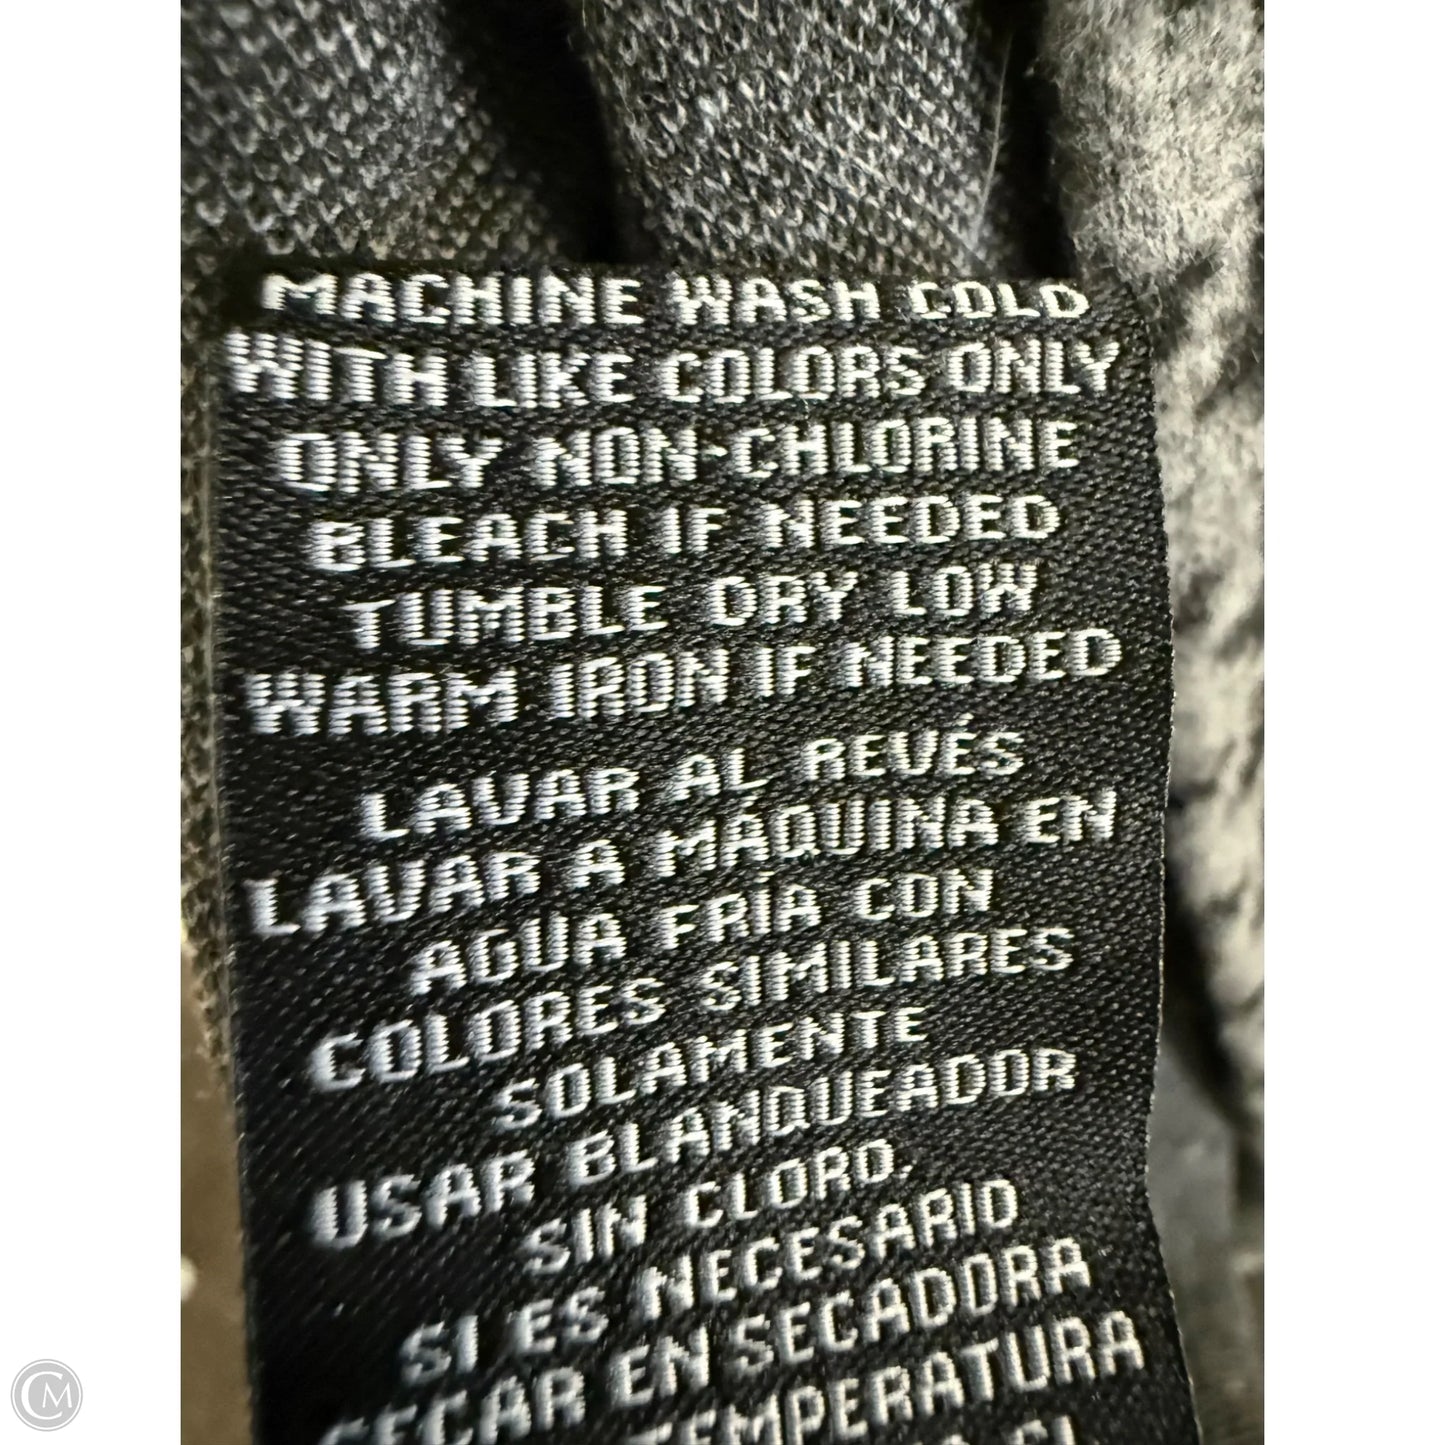 MACHINE WASH COLD
WITH LIKE COLORS ONLY
ONLY NON-CHLORINE
BLEACH IF NEEDED
TUMBLE DRY LOW
WARM IRON IF NEEDED
LAVAR AL REVÉS
LAVAR A MÁQUINA EN
AGUA FRÍA CON
COLORES SIMILARES
SOLAMENTE
USAR BLANQUEADOR
SIN CLORO,
SI ES NECESARIO
SECAR EN SECADORA
TEMPERATURA
CM